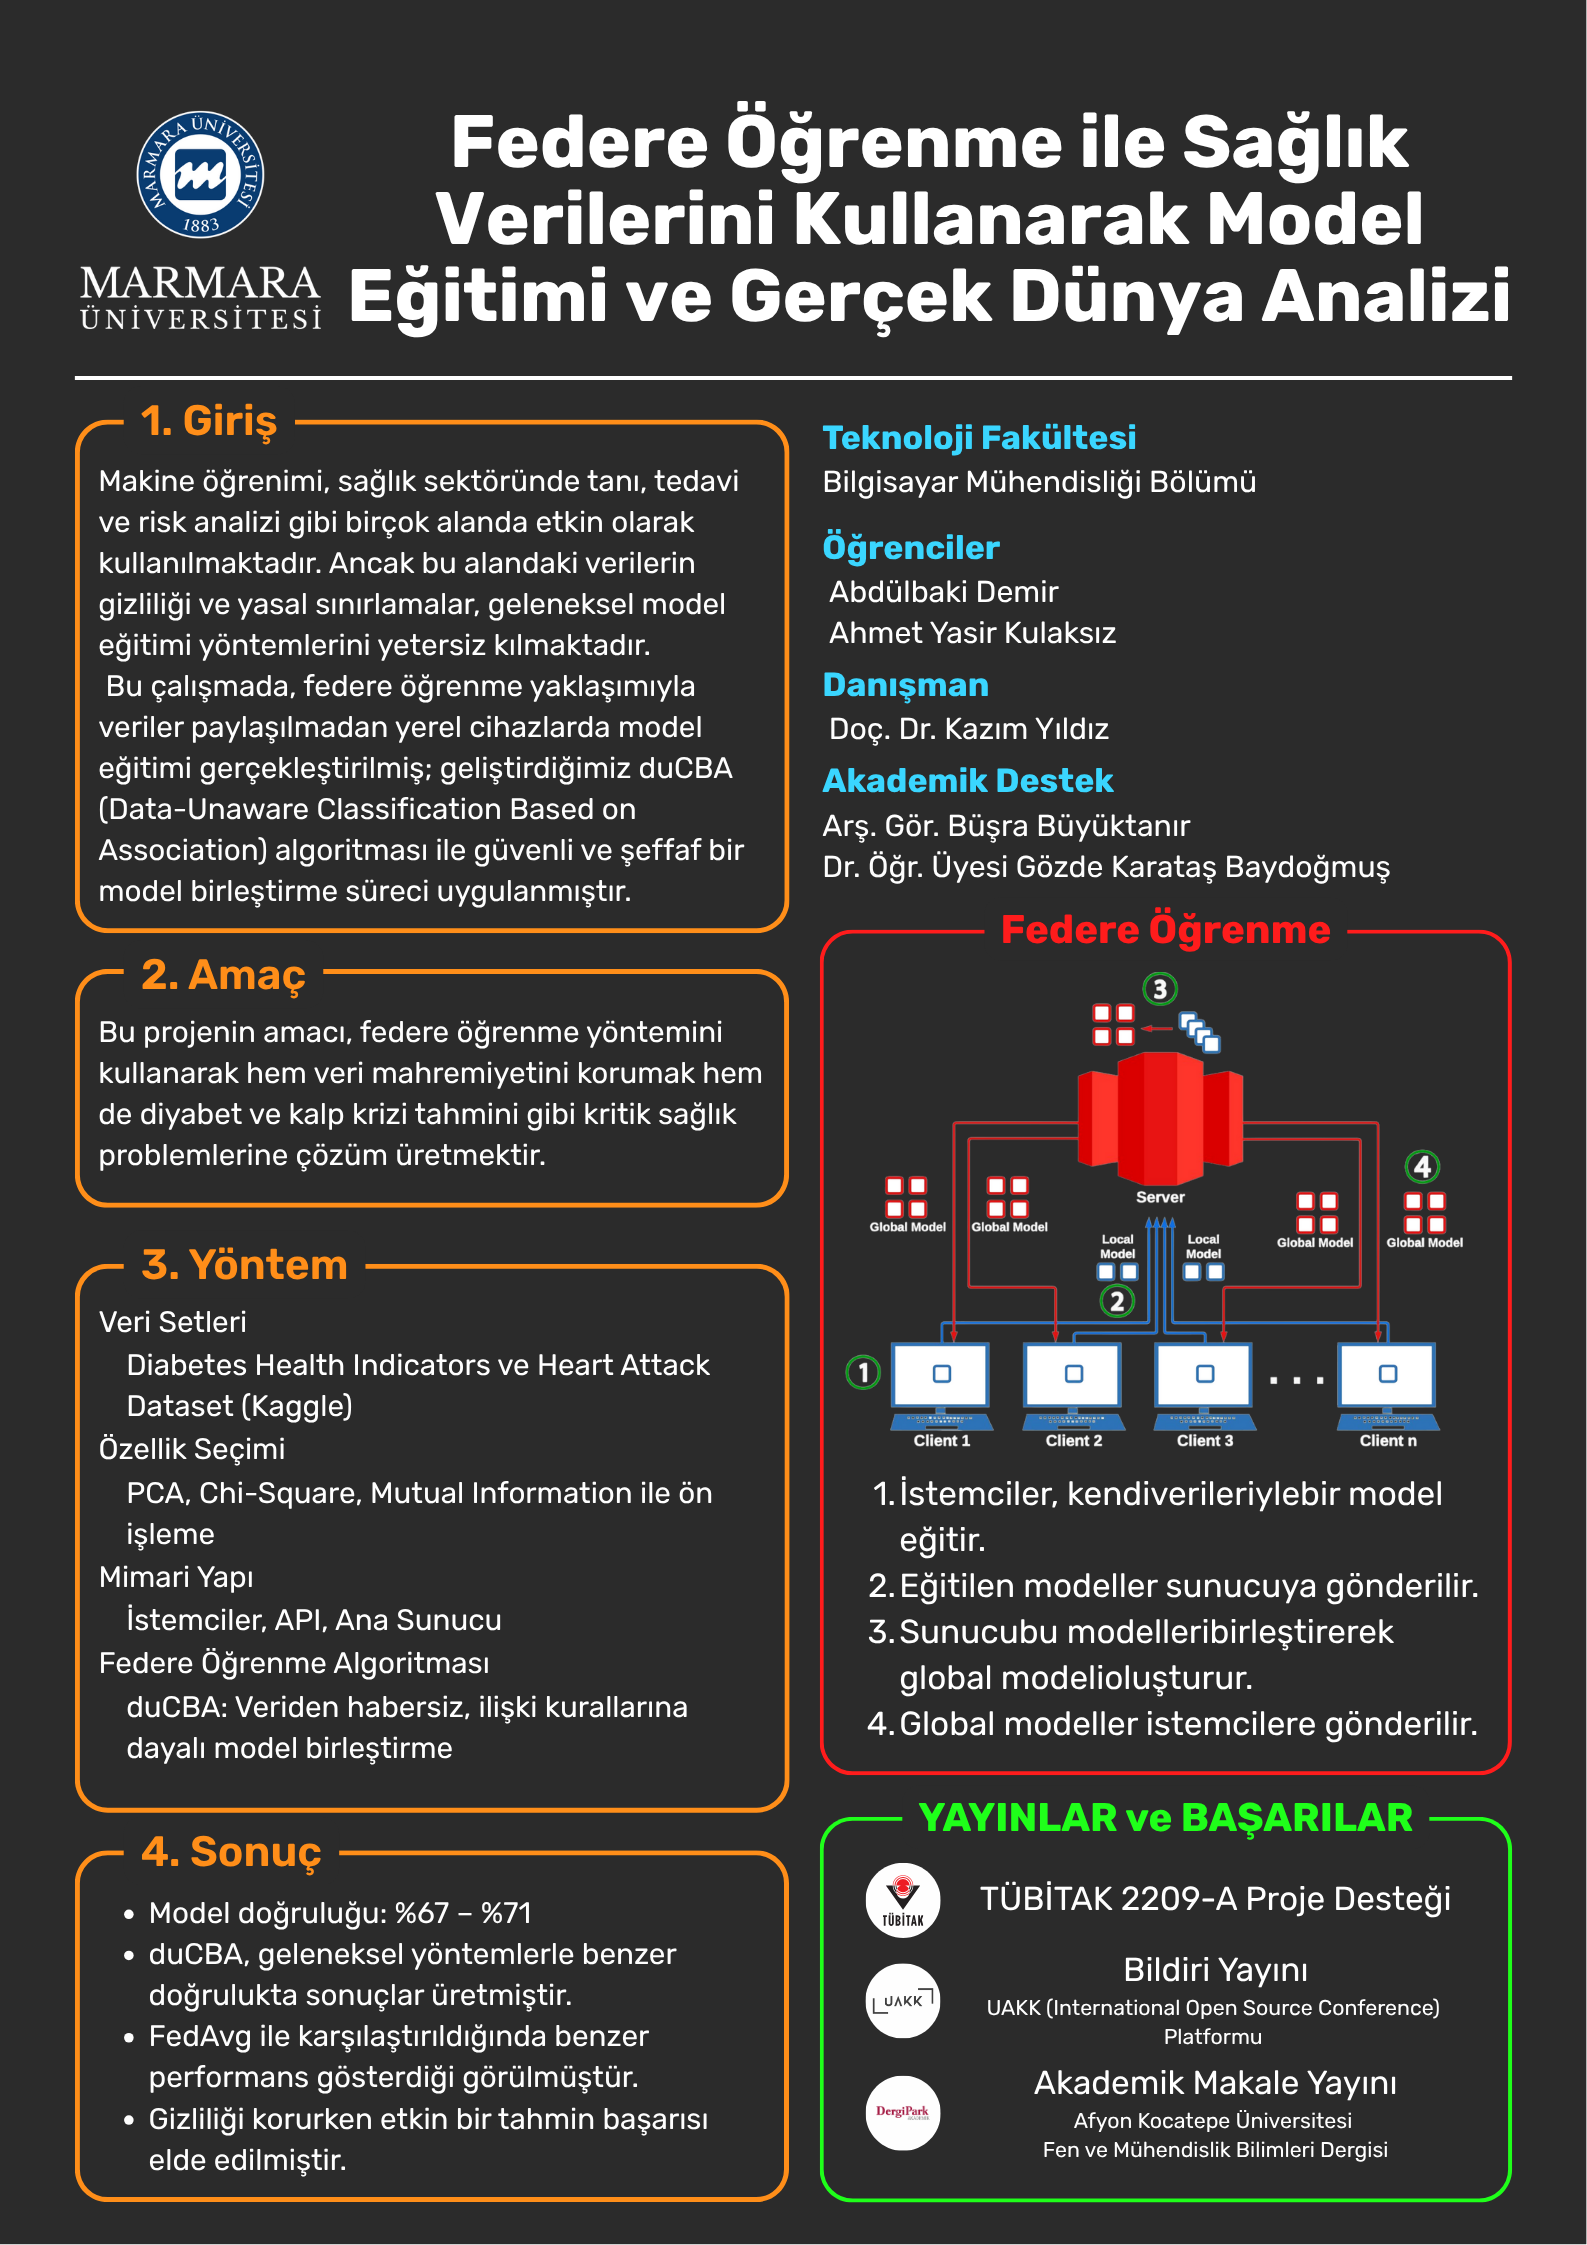 MARMARA ÜNİVERSİTESİ
1883
MARMARA
ÜNİVERSİTESİ
Federe Öğrenme ile Sağlık
Verilerini Kullanarak Model
Eğitimi ve Gerçek Dünya Analizi
1. Giriş
Makine öğrenimi, sağlık sektöründe tanı, tedavi
ve risk analizi gibi birçok alanda etkin olarak
kullanılmaktadır. Ancak bu alandaki verilerin
gizliliği ve yasal sınırlamalar, geleneksel model
eğitimi yöntemlerini yetersiz kılmaktadır.
Bu çalışmada, federe öğrenme yaklaşımıyla
veriler paylaşılmadan yerel cihazlarda model
eğitimi gerçekleştirilmiş; geliştirdiğimiz duCBA
(Data-Unaware Classification Based on
Association) algoritması ile güvenli ve şeffaf bir
model birleştirme süreci uygulanmıştır.
2. Amaç
Bu projenin amacı, federe öğrenme yöntemini
kullanarak hem veri mahremiyetini korumak hem
de diyabet ve kalp krizi tahmini gibi kritik sağlık
problemlerine çözüm üretmektir.
3. Yöntem
Veri Setleri
Diabetes Health Indicators ve Heart Attack
Dataset (Kaggle)
Özellik Seçimi
PCA, Chi-Square, Mutual Information ile ön
işleme
Mimari Yapı
İstemciler, API, Ana Sunucu
Federe Öğrenme Algoritması
duCBA: Veriden habersiz, ilişki kurallarına
dayalı model birleştirme
4. Sonuç
• Model doğruluğu: %67 – %71
• duCBA, geleneksel yöntemlerle benzer
doğrulukta sonuçlar üretmiştir.
• FedAvg ile karşılaştırıldığında benzer
performans gösterdiği görülmüştür.
• Gizliliği korurken etkin bir tahmin başarısı
elde edilmiştir.
Teknoloji Fakültesi
Bilgisayar Mühendisliği Bölümü
Öğrenciler
Abdülbaki Demir
Ahmet Yasir Kulaksız
Danışman
Doç. Dr. Kazım Yıldız
Akademik Destek
Arş. Gör. Büşra Büyüktanır
Dr. Öğr. Üyesi Gözde Karataş Baydoğmuş
Federe Öğrenme
3
4
Server
Global Model
Global Model
Global Model
Global Model
Local
Model
Local
Model
2
1
. . .
Client 1
Client 2
Client 3
Client n
1. İstemciler, kendiverileriylebir model
eğitir.
2. Eğitilen modeller sunucuya gönderilir.
3. Sunucubu modelleribirleştirerek
global modelioluşturur.
4. Global modeller istemcilere gönderilir.
YAYINLAR ve BAŞARILAR
TÜBİTAK
TÜBİTAK 2209-A Proje Desteği
UAKK
Bildiri Yayını
UAKK (International Open Source Conference)
Platformu
DergiPark
AKADEMİK
Akademik Makale Yayını
Afyon Kocatepe Üniversitesi
Fen ve Mühendislik Bilimleri Dergisi